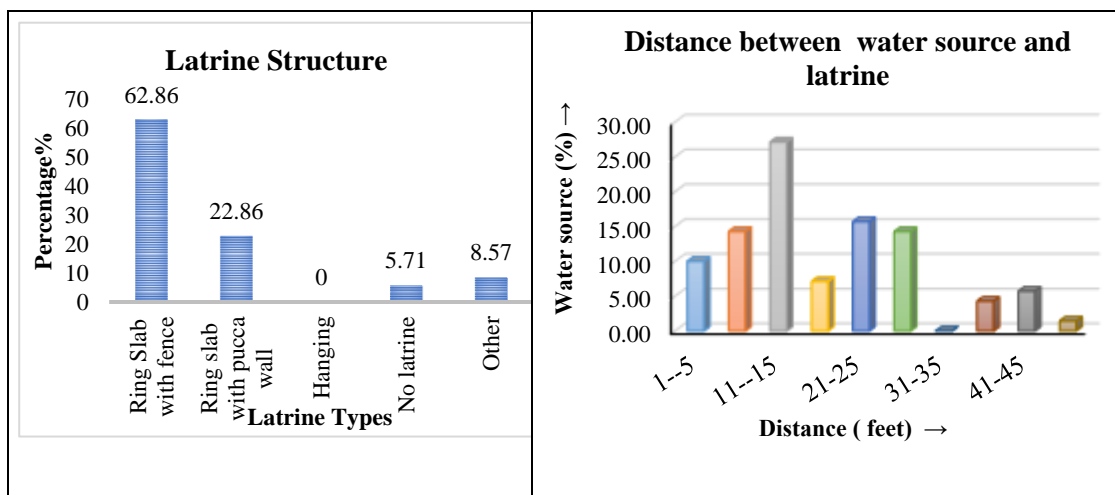 Latrine Structure
Percentage%
70
60
50
40
30
20
10
0
62.86
22.86
0
5.71
8.57
Ring Slab
with fence
Ring slab
with pucca
wall
Hanging
No latrine
Other
Latrine Types
Distance between water source and
latrine
Water source (%) →
30.00
25.00
20.00
15.00
10.00
5.00
0.00
1--5
11--15
21-25
31-35
41-45
Distance ( feet) →